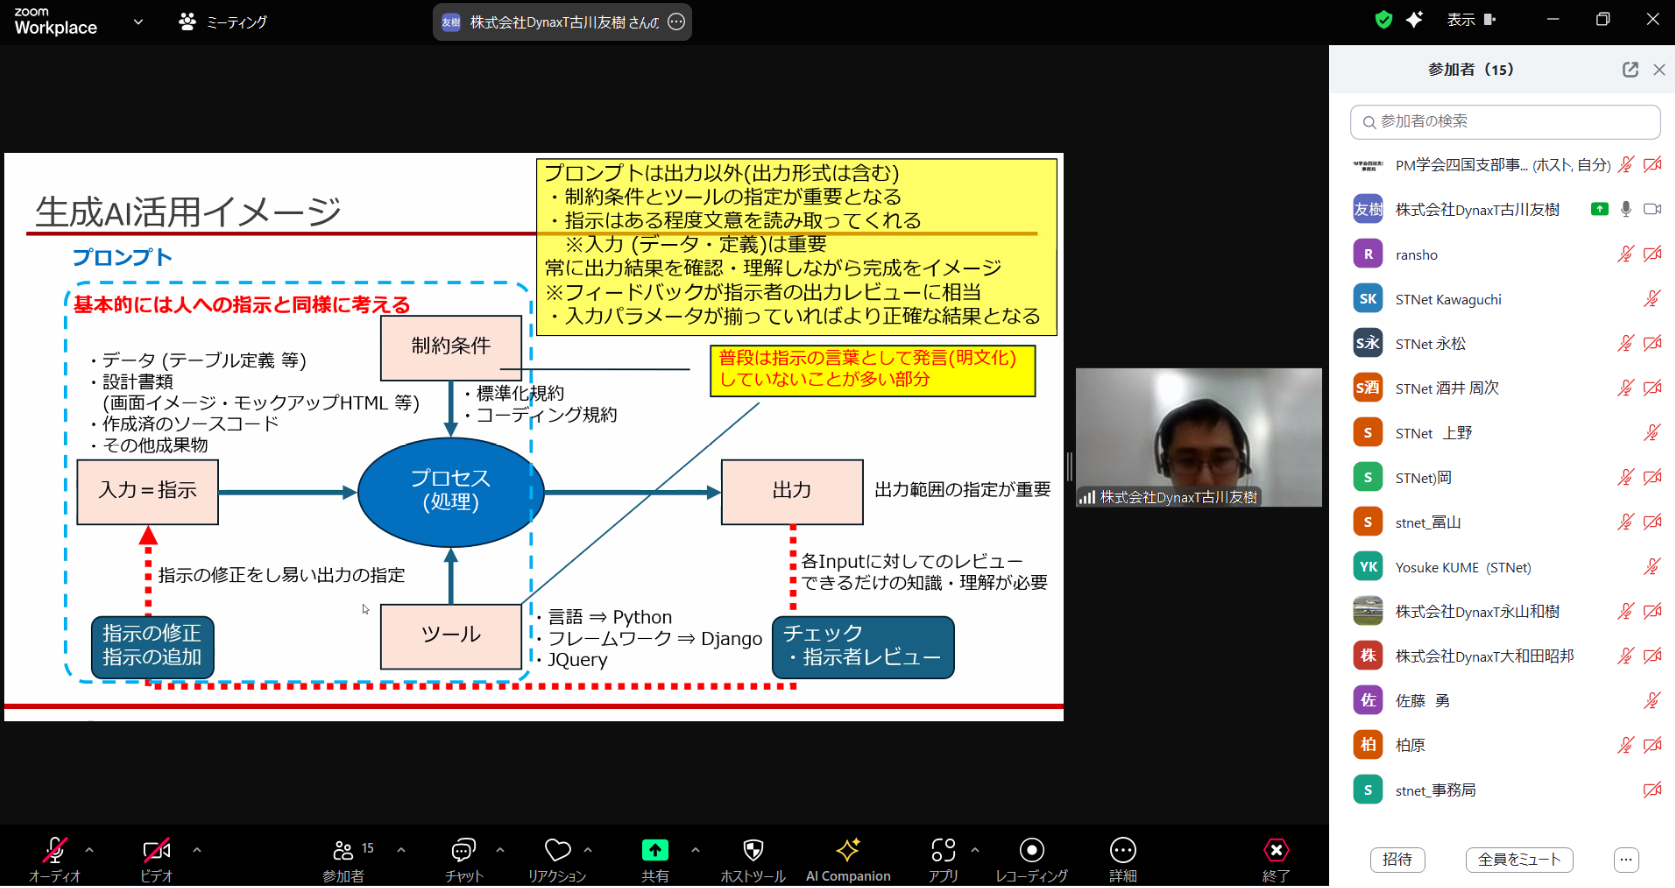 zoom
Workplace
ミーティング
友樹 株式会社DynaxT古川友樹 さんの
表示
生成AI活用イメージ
プロンプトは出力以外(出力形式は含む)
・制約条件とツールの指定が重要となる
・指示はある程度文意を読み取ってくれる
※入力 (データ・定義)は重要
常に出力結果を確認・理解しながら完成をイメージ
※フィードバックが指示者の出力レビューに相当
・入力パラメータが揃っていればより正確な結果となる
プロンプト
基本的には人への指示と同様に考える
制約条件
普段は指示の言葉として発言(明文化)
していないことが多い部分
・データ (テーブル定義 等)
・設計書類
(画面イメージ・モックアップHTML 等)
・作成済のソースコード
・その他成果物
・標準化規約
・コーディング規約
入力＝指示
プロセス
(処理)
出力
出力範囲の指定が重要
指示の修正をし易い出力の指定
各Inputに対してのレビュー
できるだけの知識・理解が必要
指示の修正
指示の追加
ツール
・言語 ⇒ Python
・フレームワーク ⇒ Django
・JQuery
チェック
・指示者レビュー
株式会社DynaxT古川友樹
参加者 (15)
参加者の検索
PM学会四国支部事... (ホスト, 自分)
友樹 株式会社DynaxT古川友樹
R ransho
SK STNet Kawaguchi
S永 STNet 永松
S酒 STNet 酒井 周次
S STNet 上野
S STNet)岡
S stnet_冨山
YK Yosuke KUME (STNet)
株式会社DynaxT永山和樹
株 株式会社DynaxT大和田昭邦
佐 佐藤 勇
柏 柏原
S stnet_事務局
招待
全員をミュート
オーディオ
ビデオ
15
参加者
チャット
リアクション
共有
ホストツール
AI Companion
アプリ
レコーディング
詳細
終了